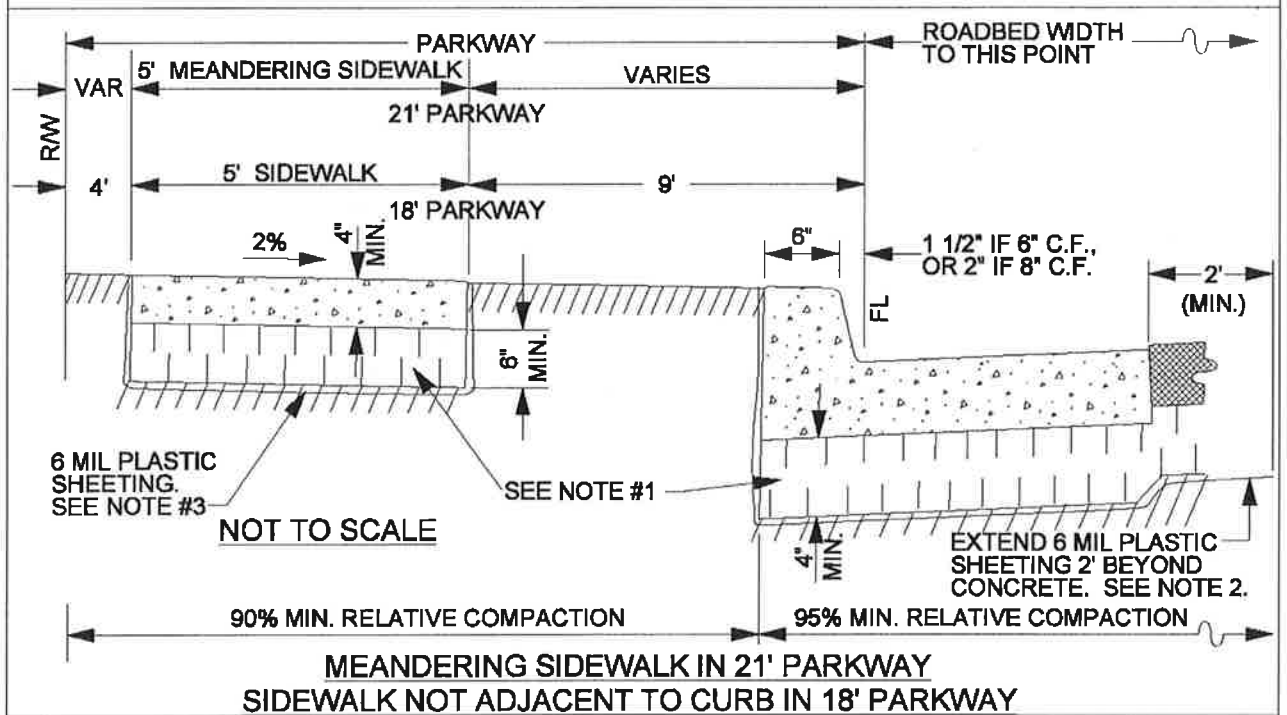 PARKWAY
ROADBED WIDTH
TO THIS POINT
VAR
5' MEANDERING SIDEWALK
VARIES
21' PARKWAY
R/W
4'
5' SIDEWALK
9'
18' PARKWAY
2%
4"
MIN.
6"
1 1/2" IF 6" C.F.,
OR 2" IF 8" C.F.
2'
(MIN.)
FL
6"
MIN.
6 MIL PLASTIC
SHEETING.
SEE NOTE #3
SEE NOTE #1
NOT TO SCALE
4"
MIN.
EXTEND 6 MIL PLASTIC
SHEETING 2' BEYOND
CONCRETE. SEE NOTE 2.
90% MIN. RELATIVE COMPACTION
95% MIN. RELATIVE COMPACTION
MEANDERING SIDEWALK IN 21' PARKWAY
SIDEWALK NOT ADJACENT TO CURB IN 18' PARKWAY